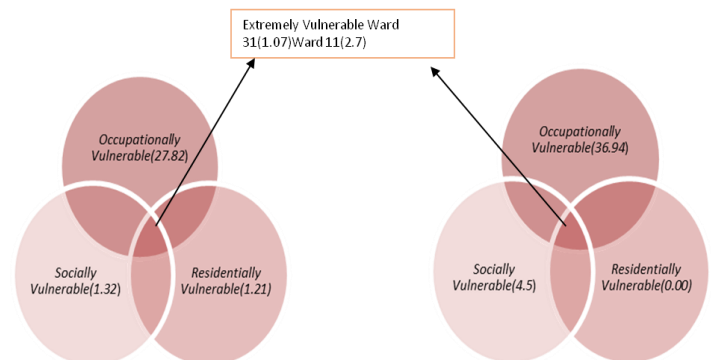 Extremely Vulnerable Ward
31(1.07)Ward 11(2.7)
Occupationally
Vulnerable(27.82)
Socially
Vulnerable(1.32)
Residentially
Vulnerable(1.21)
Occupationally
Vulnerable(36.94)
Socially
Vulnerable(4.5)
Residentially
Vulnerable(0.00)